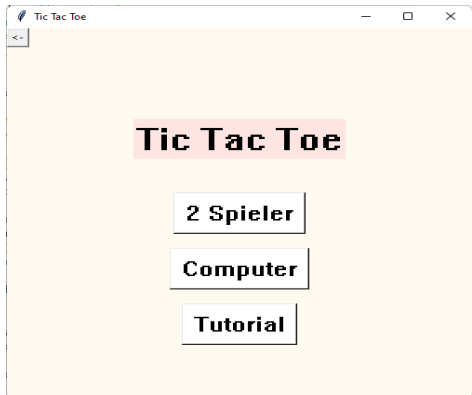 Tic Tac Toe
<-
Tic Tac Toe
2 Spieler
Computer
Tutorial